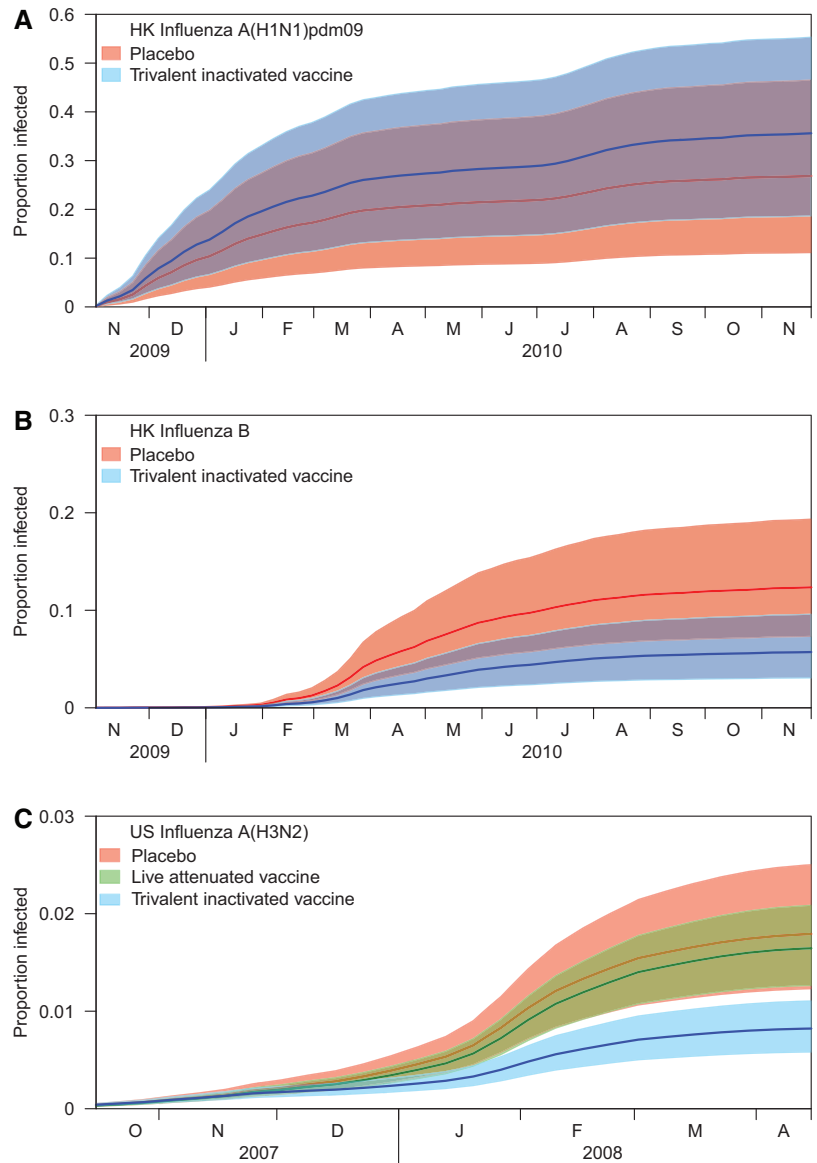 A
HK Influenza A(H1N1)pdm09
Placebo
Trivalent inactivated vaccine
Proportion infected
0.6
0.5
0.4
0.3
0.2
0.1
0
N D J F M A M J J A S O N
2009 2010
B
HK Influenza B
Placebo
Trivalent inactivated vaccine
Proportion infected
0.3
0.2
0.1
0
N D J F M A M J J A S O N
2009 2010
C
US Influenza A(H3N2)
Placebo
Live attenuated vaccine
Trivalent inactivated vaccine
Proportion infected
0.03
0.02
0.01
0
O N D J F M A
2007 2008